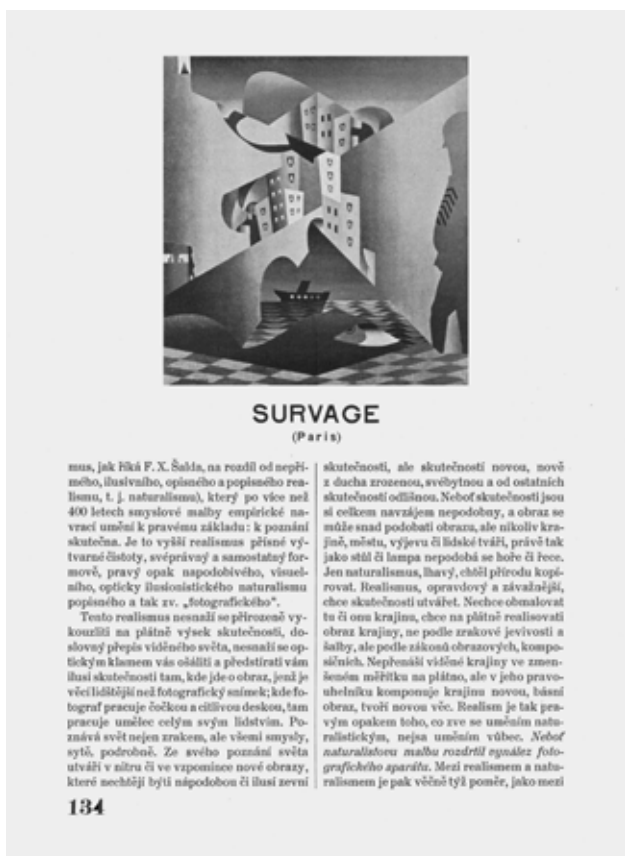 SURVAGE
(Paris)
mus, jak říká F. X. Šalda, na rozdíl od nepří-
mého, ilusivního, opisného a popisného rea-
lismu, t. j. naturalismu), který po více než
400 letech smyslové malby empirické na-
vrací umění k pravému základu: k poznání
skutečna. Je to vyšší realismus přísné vý-
tvarné čistoty, svéprávný a samostatný for-
mově, pravý opak napodobivého, visuel-
ního, opticky ilusionistického naturalismu
popisného a tak zv. „fotografického“.
Tento realismus nesnaží se přirozeně vy-
kouzliti na plátně výsek skutečnosti, do-
slovný přepis viděného světa, nesnaží se op-
tickým klamem vás ošáliti a předstírati vám
ilusi skutečnosti tam, kde jde o obraz, jenž je
věcí lidštější než fotografický snímek; kde fo-
tograf pracuje čočkou a citlivou deskou, tam
pracuje umělec celým svým lidstvím. Po-
znává svět nejen zrakem, ale všemi smysly,
sytě, podrobně. Ze svého poznání světa
utváří v nitru či ve vzpomínce nové obrazy,
které nechtějí býti nápodobou či ilusí zevní
skutečnosti, ale skutečností novou, nově
z ducha zrozenou, svébytnou a od ostatních
skutečností odlišnou. Neboť skutečnosti jsou
si celkem navzájem nepodobny, a obraz se
může snad podobati obrazu, ale nikoliv kra-
jině, městu, výjevu či lidské tváři, právě tak
jako stůl či lampa nepodobá se hoře či řece.
Jen naturalismus, lhavý, chtěl přírodu kopí-
rovat. Realismus, opravdový a závažnější,
chce skutečnosti utvářet. Nechce obmalovat
tu či onu krajinu, chce na plátně realisovati
obraz krajiny, ne podle zrakové jevivosti a
šalby, ale podle zákonů obrazových, kompo-
sičních. Nepřenáší viděné krajiny ve zmen-
šeném měřítku na plátno, ale v jeho pravo-
uhelníku komponuje krajinu novou, básní
obraz, tvoří novou věc. Realism je tak pra-
vým opakem toho, co zve se uměním natu-
ralistickým, nejsa uměním vůbec. Neboť
naturalistovu malbu rozdrtil vynález foto-
grafického aparátu. Mezi realismem a natu-
ralismem je pak věčně týž poměr, jako mezi
134